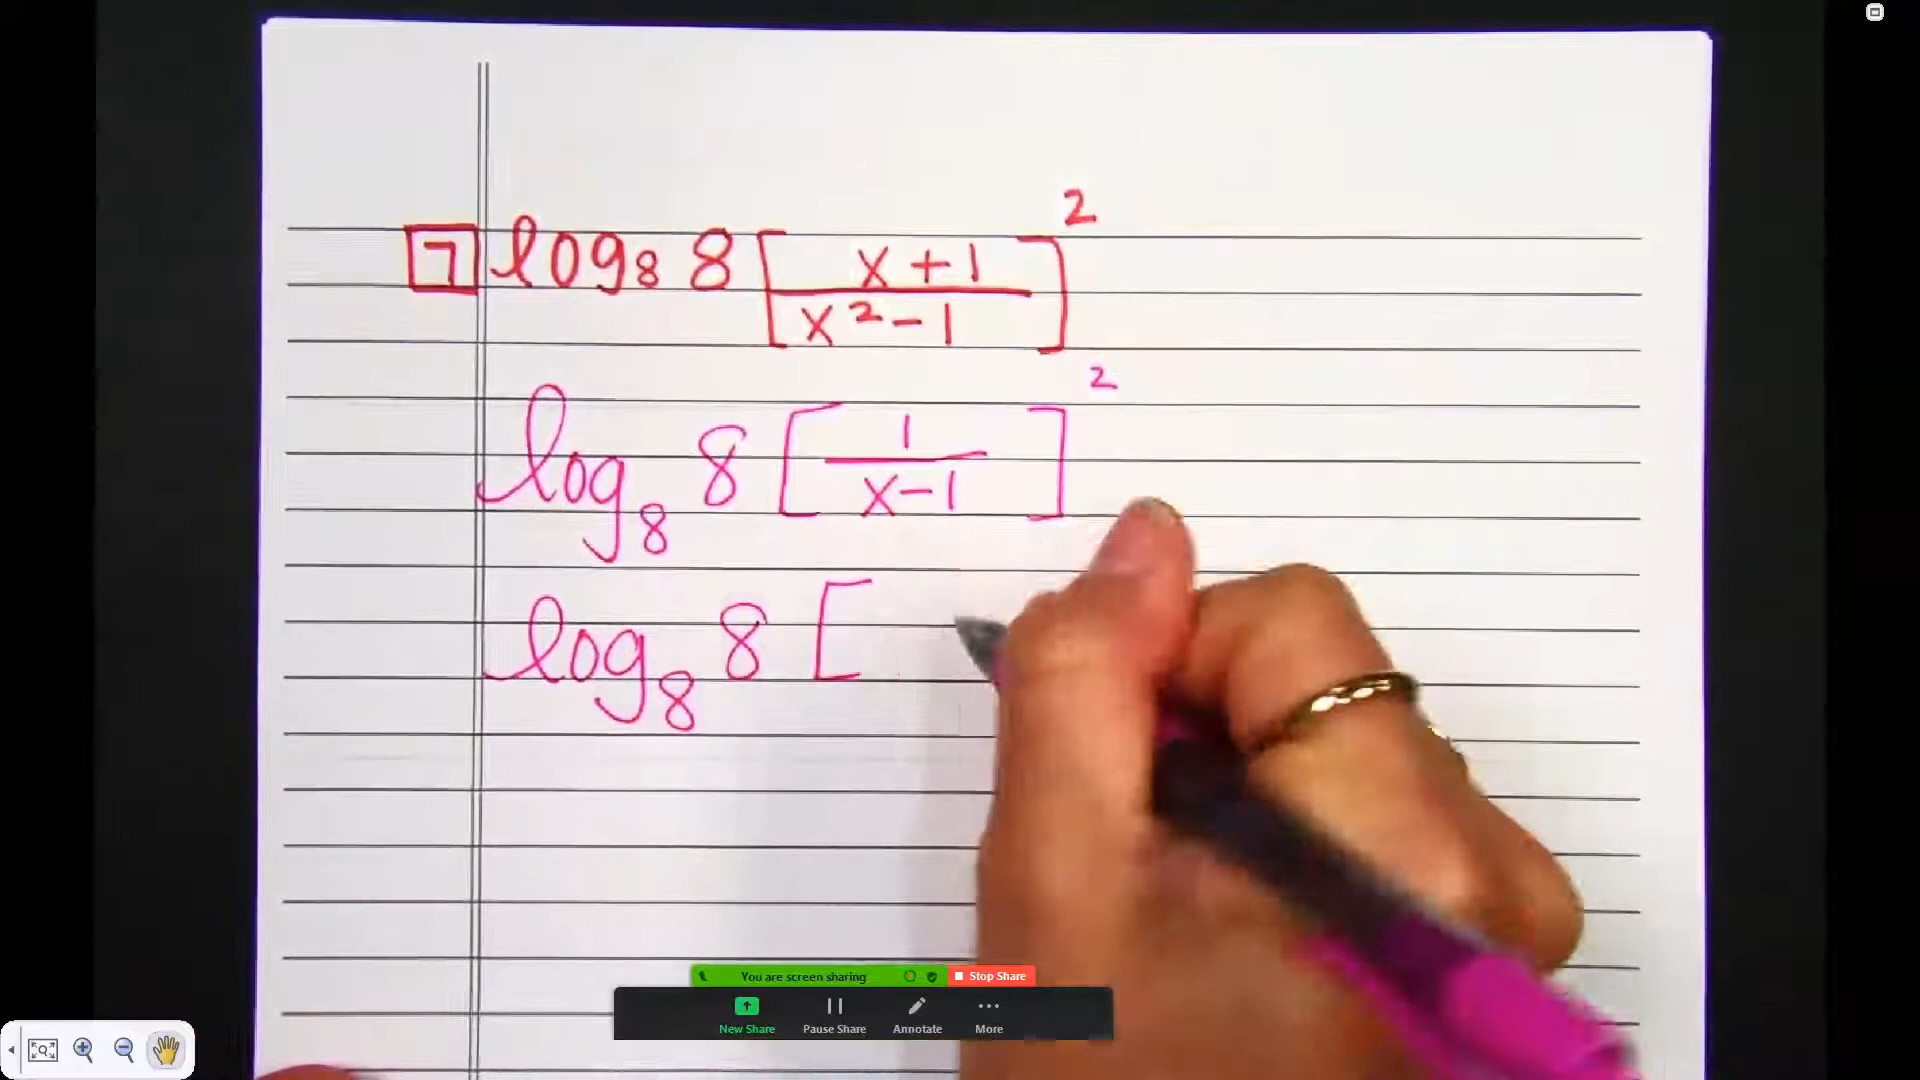 7 log₈ 8 [ x+1 / x²-1 ]²
log₈ 8 [ 1 / x-1 ]²
log₈ 8 [
You are screen sharing Stop Share
New Share Pause Share Annotate More